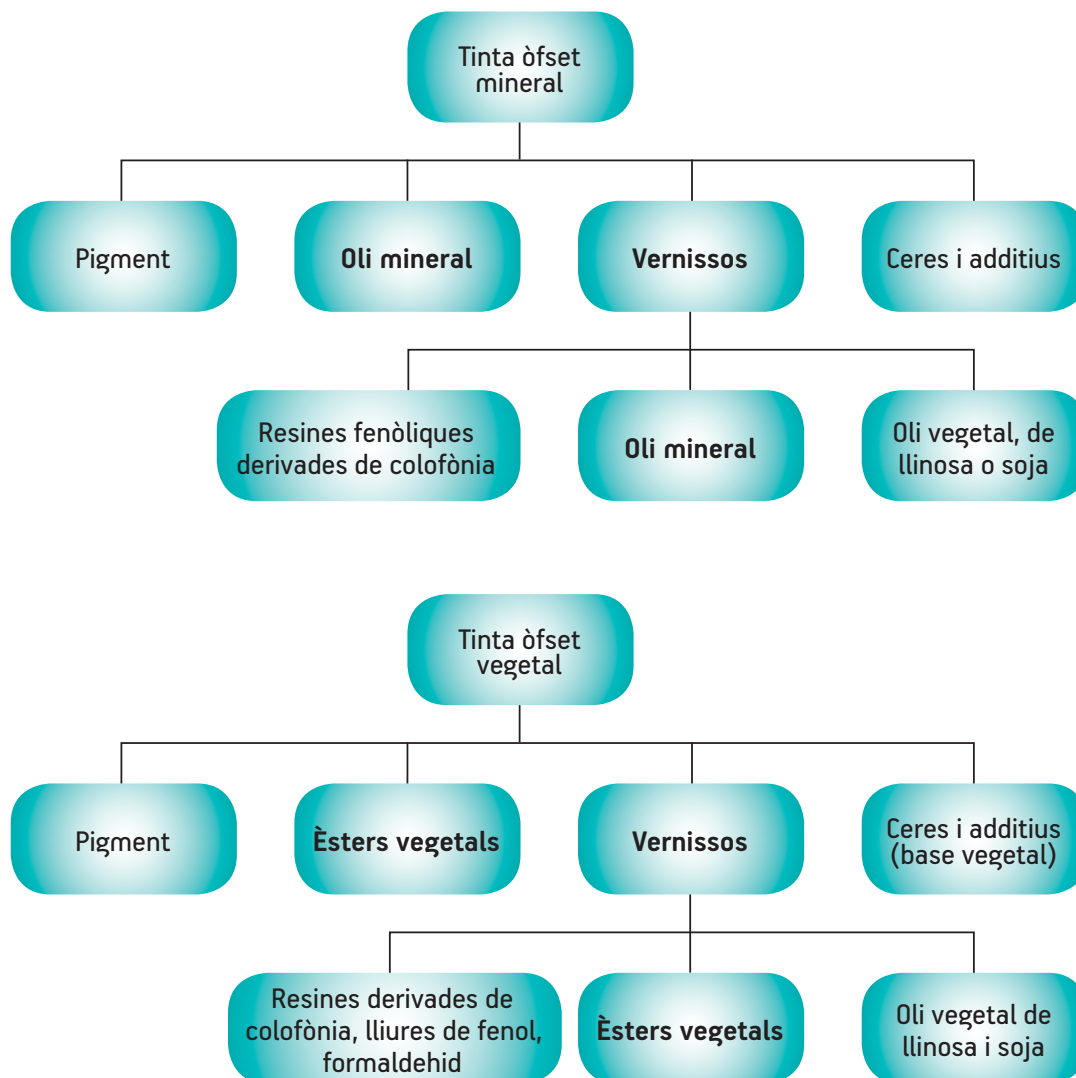 Tinta òfset
mineral
Pigment
Oli mineral
Vernissos
Ceres i additius
Resines fenòliques
derivades de colofònia
Oli mineral
Oli vegetal, de
llinosa o soja
Tinta òfset
vegetal
Pigment
Èsters vegetals
Vernissos
Ceres i additius
(base vegetal)
Resines derivades de
colofònia, lliures de fenol,
formaldehid
Èsters vegetals
Oli vegetal de
llinosa i soja